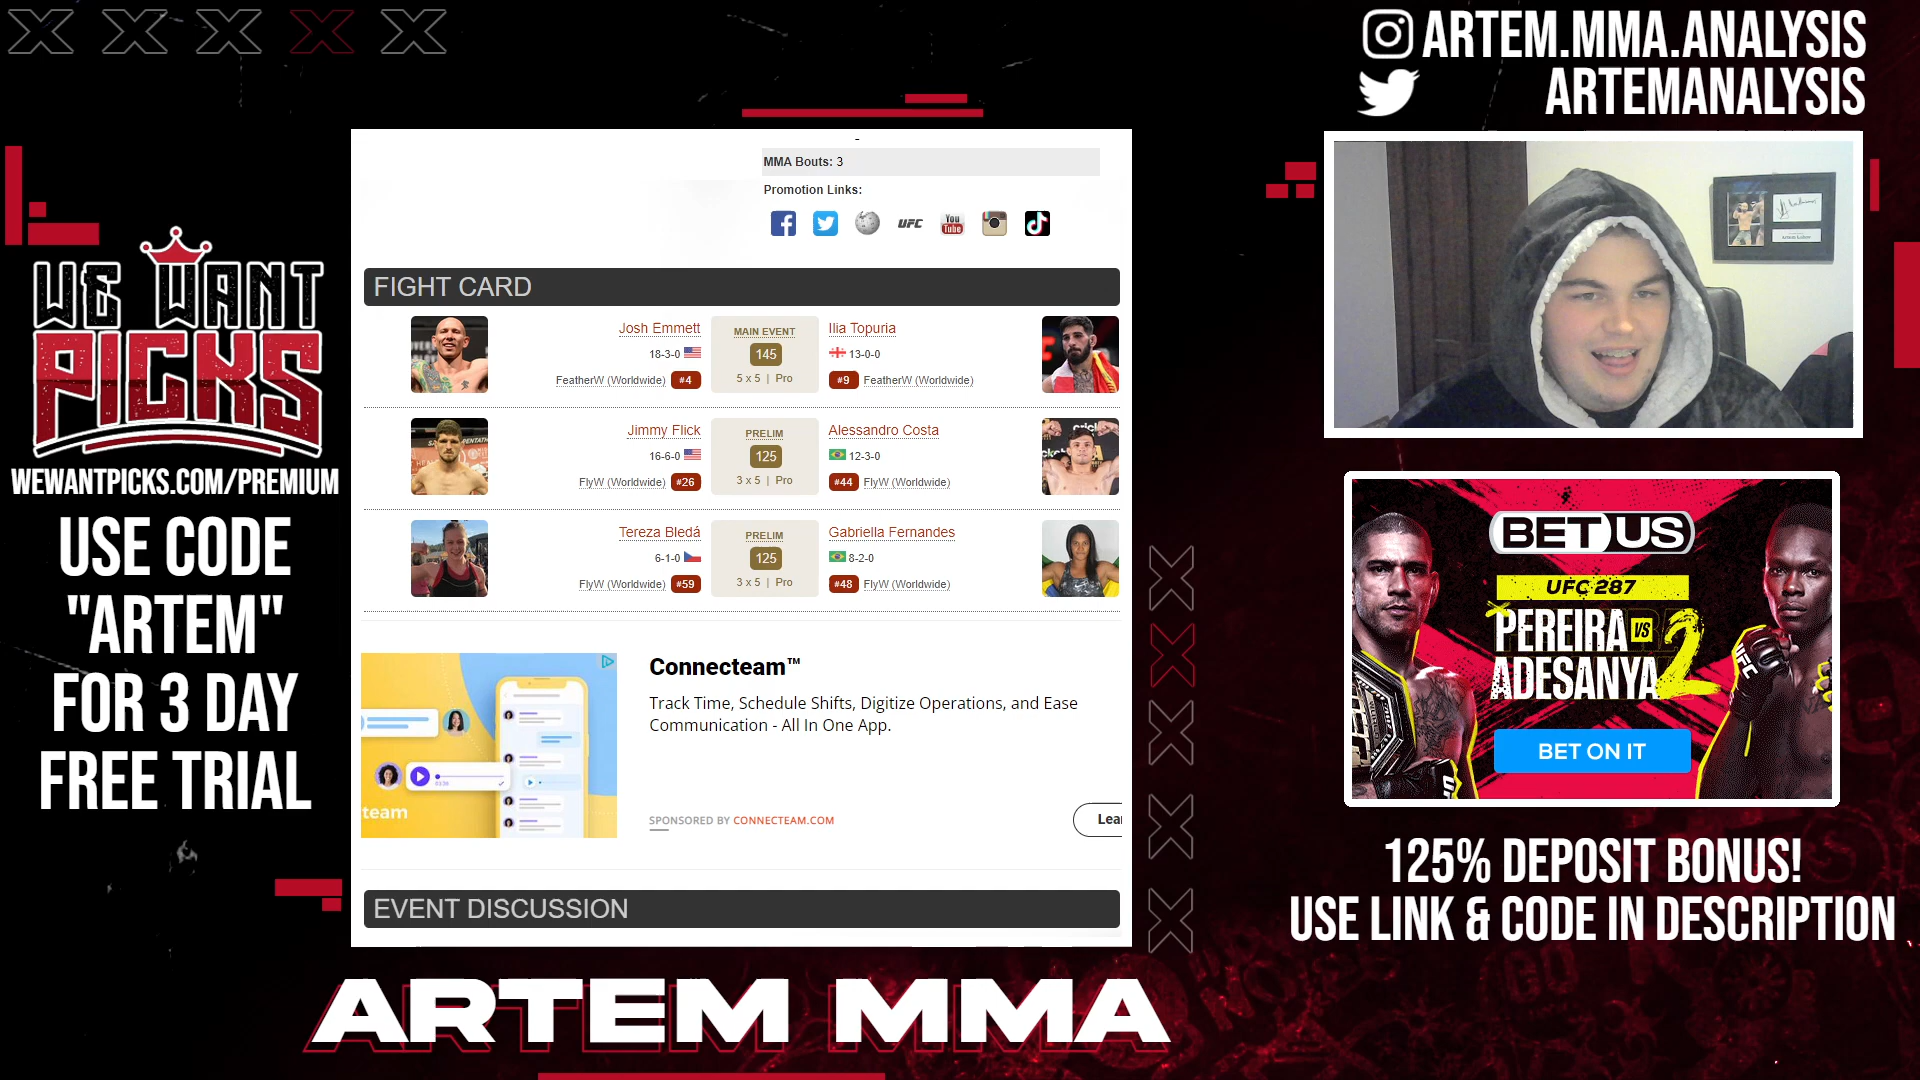 ARTEM.MMA.ANALYSIS
ARTEMANALYSIS
WE WANT
PICKS
WEWANTPICKS.COM/PREMIUM
USE CODE
"ARTEM"
FOR 3 DAY
FREE TRIAL
MMA Bouts: 3
Promotion Links:
UFC
You
Tube
FIGHT CARD
Josh Emmett
18-3-0
FeatherW (Worldwide) #4
MAIN EVENT
145
5 x 5 | Pro
Ilia Topuria
13-0-0
#9 FeatherW (Worldwide)
Jimmy Flick
16-6-0
FlyW (Worldwide) #26
PRELIM
125
3 x 5 | Pro
Alessandro Costa
12-3-0
#44 FlyW (Worldwide)
Tereza Bledá
6-1-0
FlyW (Worldwide) #59
PRELIM
125
3 x 5 | Pro
Gabriella Fernandes
8-2-0
#48 FlyW (Worldwide)
team
Connecteam™
Track Time, Schedule Shifts, Digitize Operations, and Ease
Communication - All In One App.
SPONSORED BY CONNECTEAM.COM
Lear
EVENT DISCUSSION
BETUS
UFC 287
PEREIRA VS
ADESANYA 2
UFC
BET ON IT
125% DEPOSIT BONUS!
USE LINK & CODE IN DESCRIPTION
ARTEM MMA